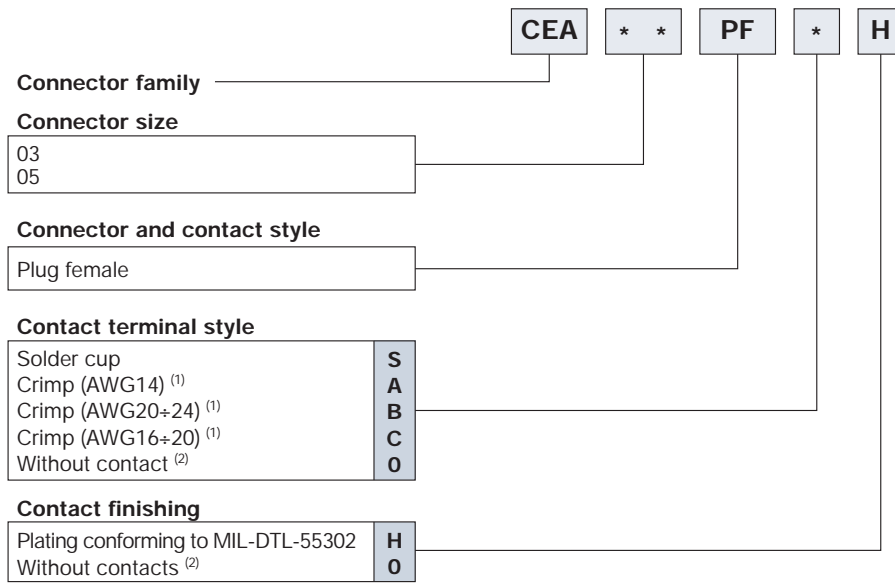 CEA * * PF * H
Connector family
Connector size
03
05
Connector and contact style
Plug female
Contact terminal style
Solder cup S
Crimp (AWG14) (1) A
Crimp (AWG20÷24) (1) B
Crimp (AWG16÷20) (1) C
Without contact (2) 0
Contact finishing
Plating conforming to MIL-DTL-55302 H
Without contacts (2) 0